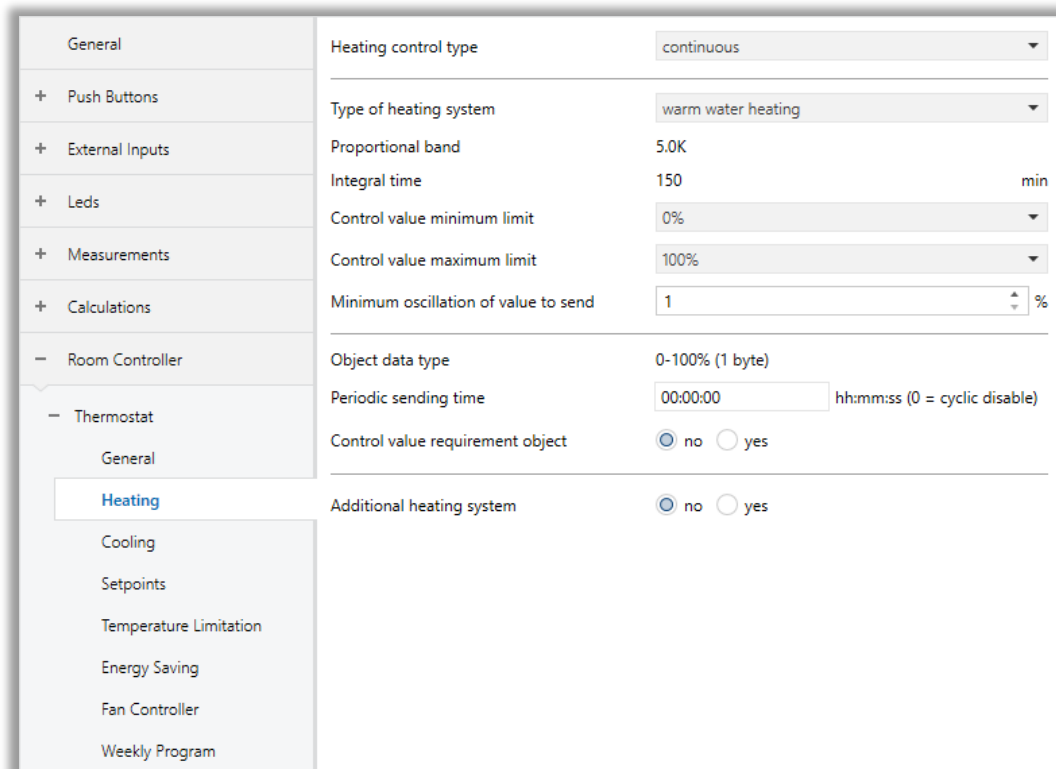 General
+ Push Buttons
+ External Inputs
+ Leds
+ Measurements
+ Calculations
− Room Controller
− Thermostat
General
Heating
Cooling
Setpoints
Temperature Limitation
Energy Saving
Fan Controller
Weekly Program
Heating control type continuous
Type of heating system warm water heating
Proportional band 5.0K
Integral time 150 min
Control value minimum limit 0%
Control value maximum limit 100%
Minimum oscillation of value to send 1 %
Object data type 0-100% (1 byte)
Periodic sending time 00:00:00 hh:mm:ss (0 = cyclic disable)
Control value requirement object no yes
Additional heating system no yes